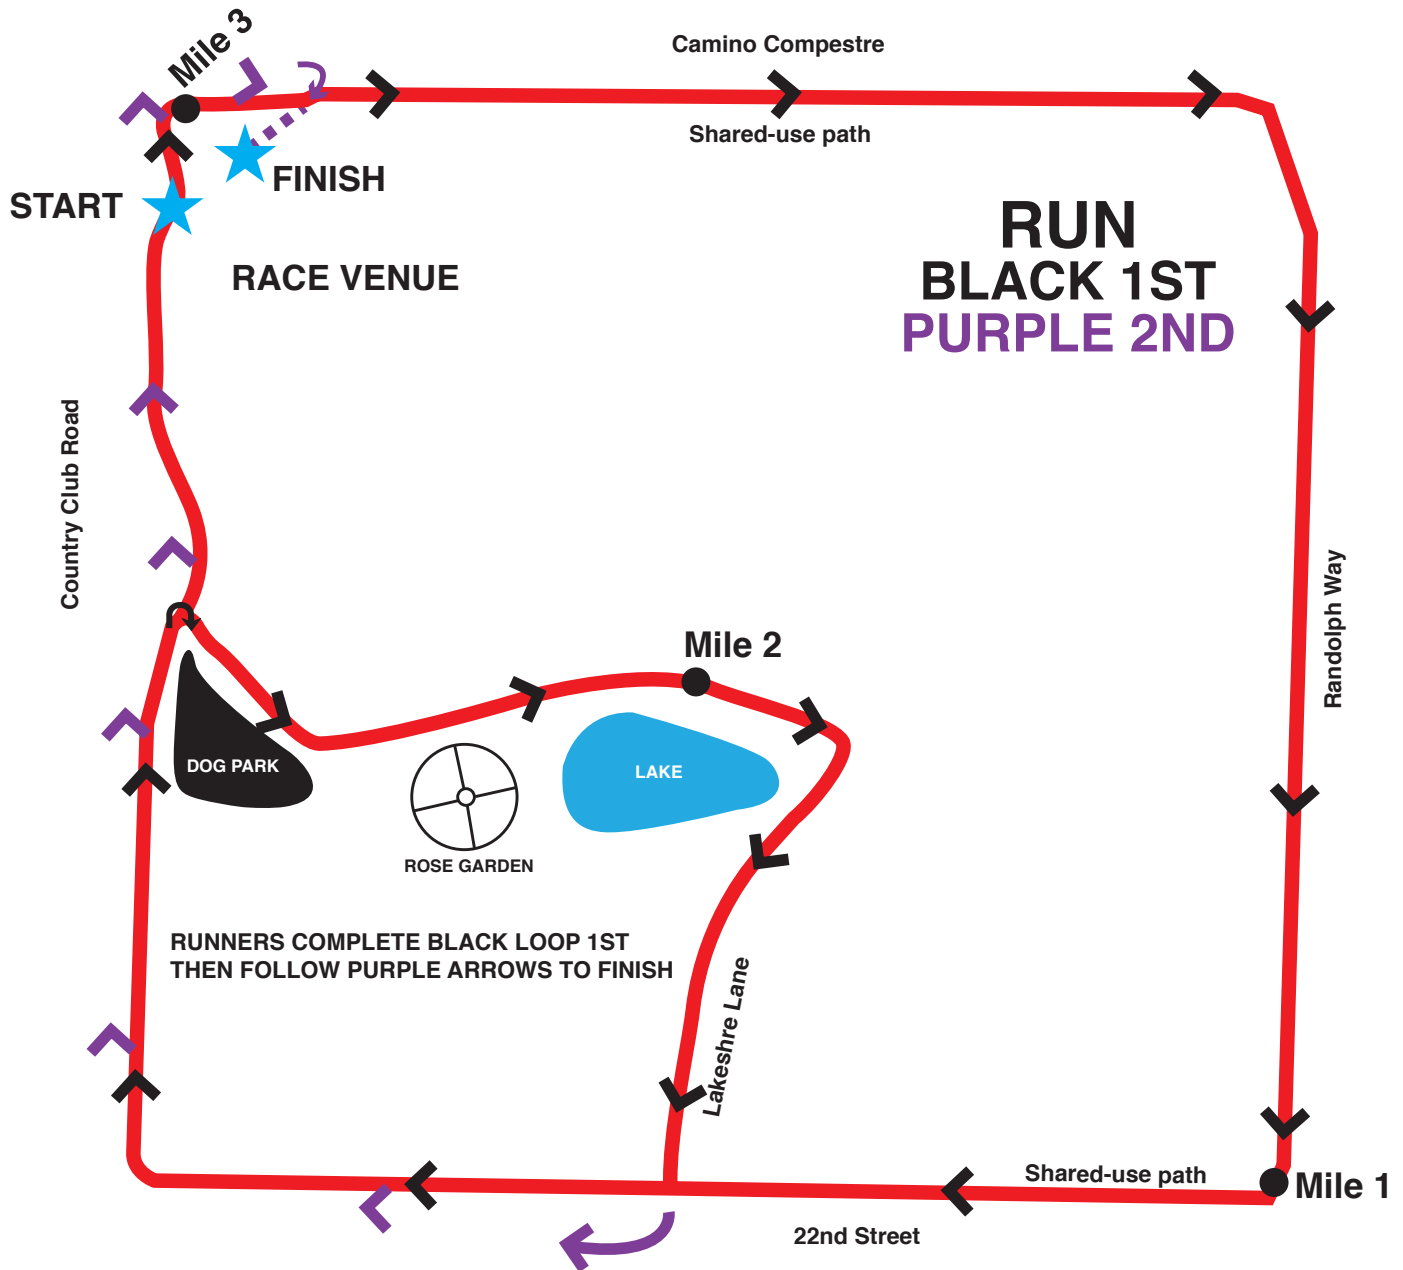 Mile 3
Camino Compestre
Shared-use path
FINISH
START
RACE VENUE
RUN
BLACK 1ST
PURPLE 2ND
Country Club Road
Randolph Way
Mile 2
DOG PARK
LAKE
ROSE GARDEN
RUNNERS COMPLETE BLACK LOOP 1ST
THEN FOLLOW PURPLE ARROWS TO FINISH
Lakeshre Lane
Shared-use path
Mile 1
22nd Street